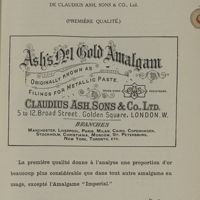 DE CLAUDIUS ASH, SONS & CO., Ltd.
(PREMIÈRE QUALITÉ.)
Ash's No.1 Gold Amalgam
ORIGINALLY KNOWN AS
FILINGS FOR METALLIC PASTE
CLAUDIUS ASH, SONS & CO. LTD.
5 to 12, Broad Street, Golden Square, LONDON. W.
BRANCHES
MANCHESTER, LIVERPOOL, PARIS, MILAN, CAIRO, COPENHAGEN,
STOCKHOLM, CHRISTIANIA, MOSCOW, ST. PETERSBURG,
NEW YORK, TORONTO, ETC.
La première qualité donne à l'analyse une proportion d'or
beaucoup plus considérable que dans tout autre amalgame en
usage, excepté l'Amalgame "Imperial."